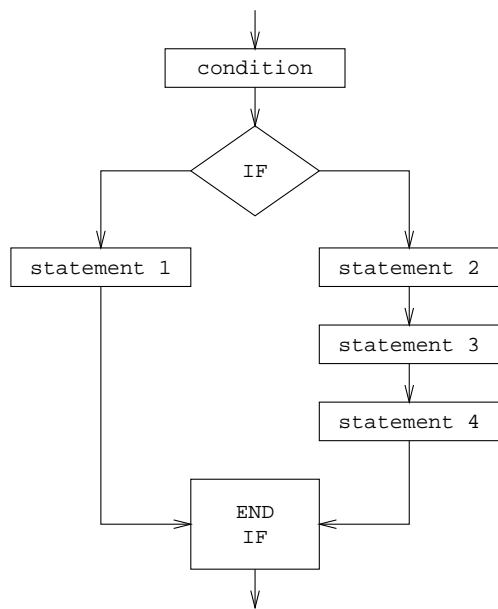 condition
IF
statement 1
statement 2
statement 3
statement 4
END
IF